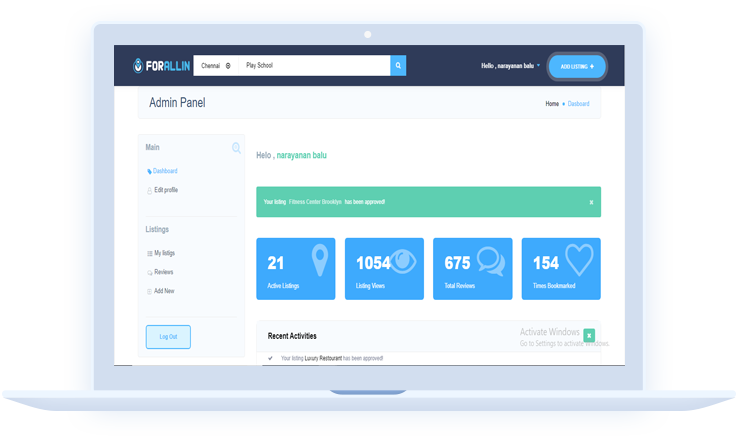 FORALLIN
Chennai
Play School
Hello , narayanan balu
ADD LISTING +
Admin Panel
Home
Dasboard
Main
Dashboard
Edit profile
Listings
My listigs
Reviews
Add New
Log Out
Helo , narayanan balu
Your listing Fitness Center Brooklyn has been approved!
21
Active Listings
1054
Listing Views
675
Total Reviews
154
Times Bookmarked
Recent Activities
Your listing Luxury Restourent has been approved!
Activate Windows
Go to Settings to activate Windows